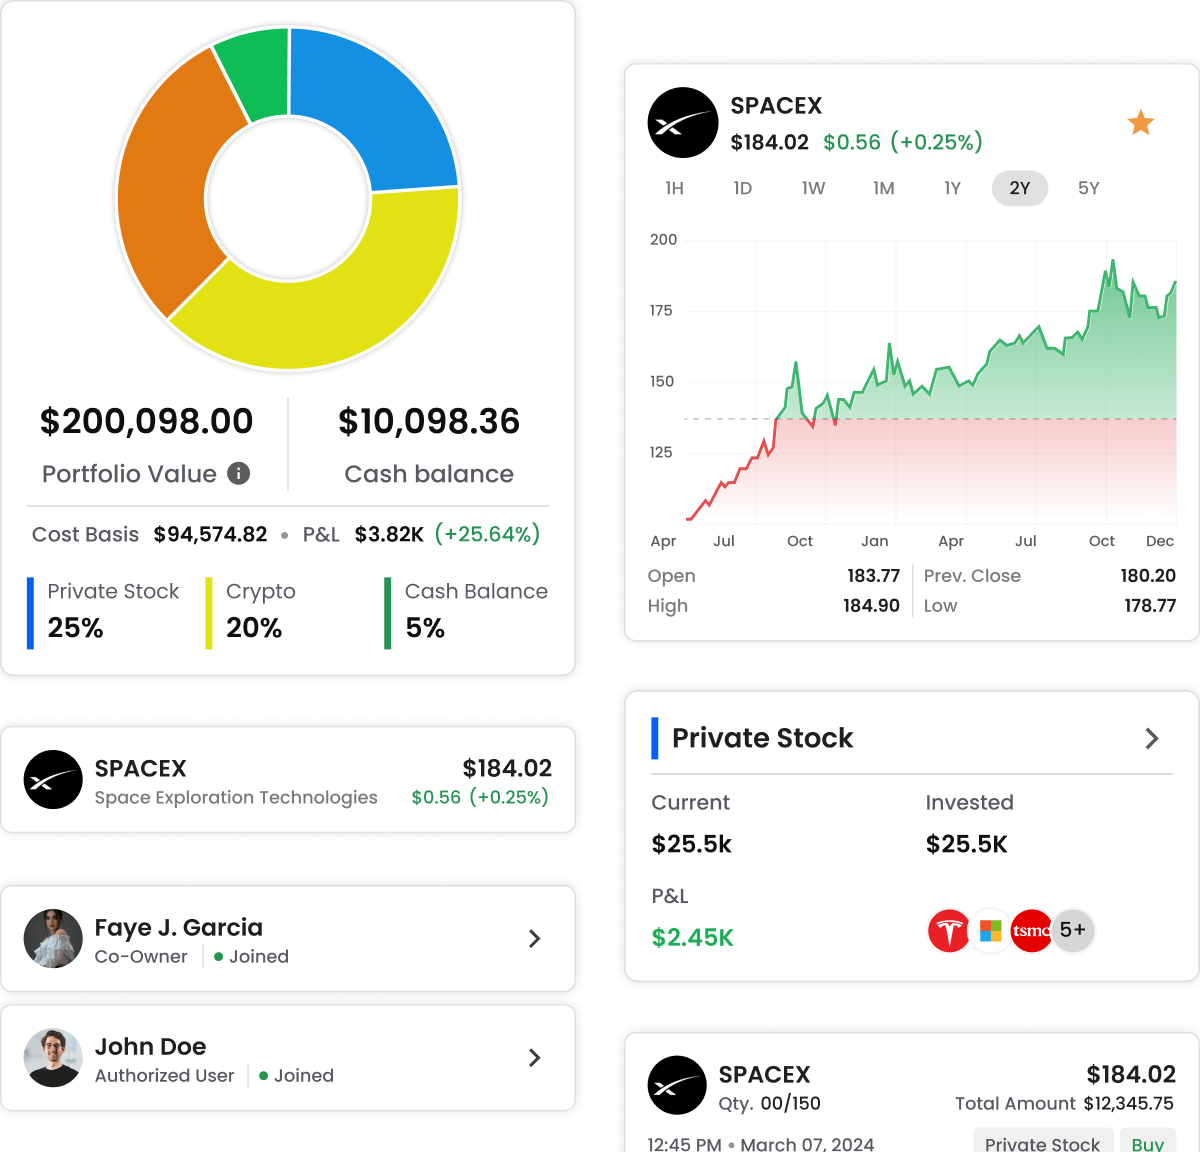 $200,098.00
Portfolio Value
$10,098.36
Cash balance
Cost Basis $94,574.82 • P&L $3.82K (+25.64%)
Private Stock
25%
Crypto
20%
Cash Balance
5%
SPACEX
Space Exploration Technologies
$184.02
$0.56 (+0.25%)
Faye J. Garcia
Co-Owner
Joined
John Doe
Authorized User
Joined
SPACEX
$184.02 $0.56 (+0.25%)
1H 1D 1W 1M 1Y 2Y 5Y
200
175
150
125
Apr Jul Oct Jan Apr Jul Oct Dec
Open 183.77
Prev. Close 180.20
High 184.90
Low 178.77
Private Stock
Current
$25.5k
Invested
$25.5K
P&L
$2.45K
tsmc
5+
SPACEX
Qty. 00/150
$184.02
Total Amount $12,345.75
12:45 PM • March 07, 2024
Private Stock
Buy